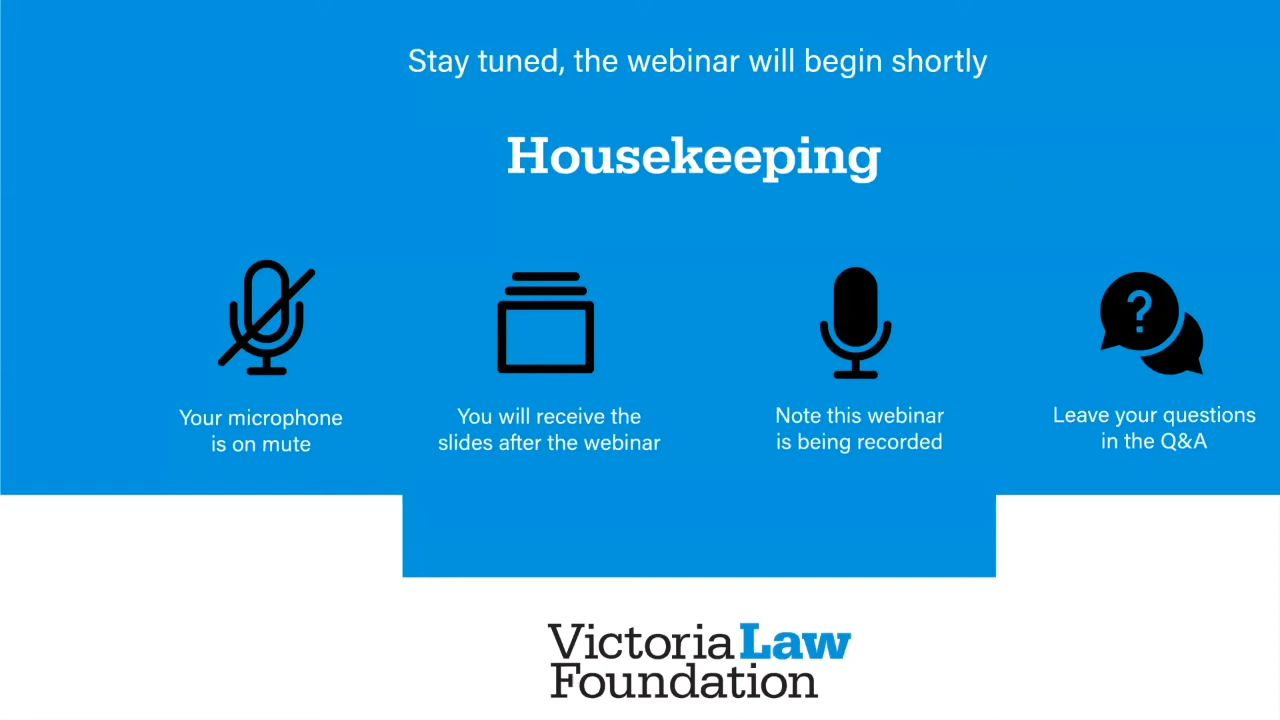 Stay tuned, the webinar will begin shortly
Housekeeping
?
Your microphone
is on mute
You will receive the
slides after the webinar
Note this webinar
is being recorded
Leave your questions
in the Q&A
Victoria Law
Foundation